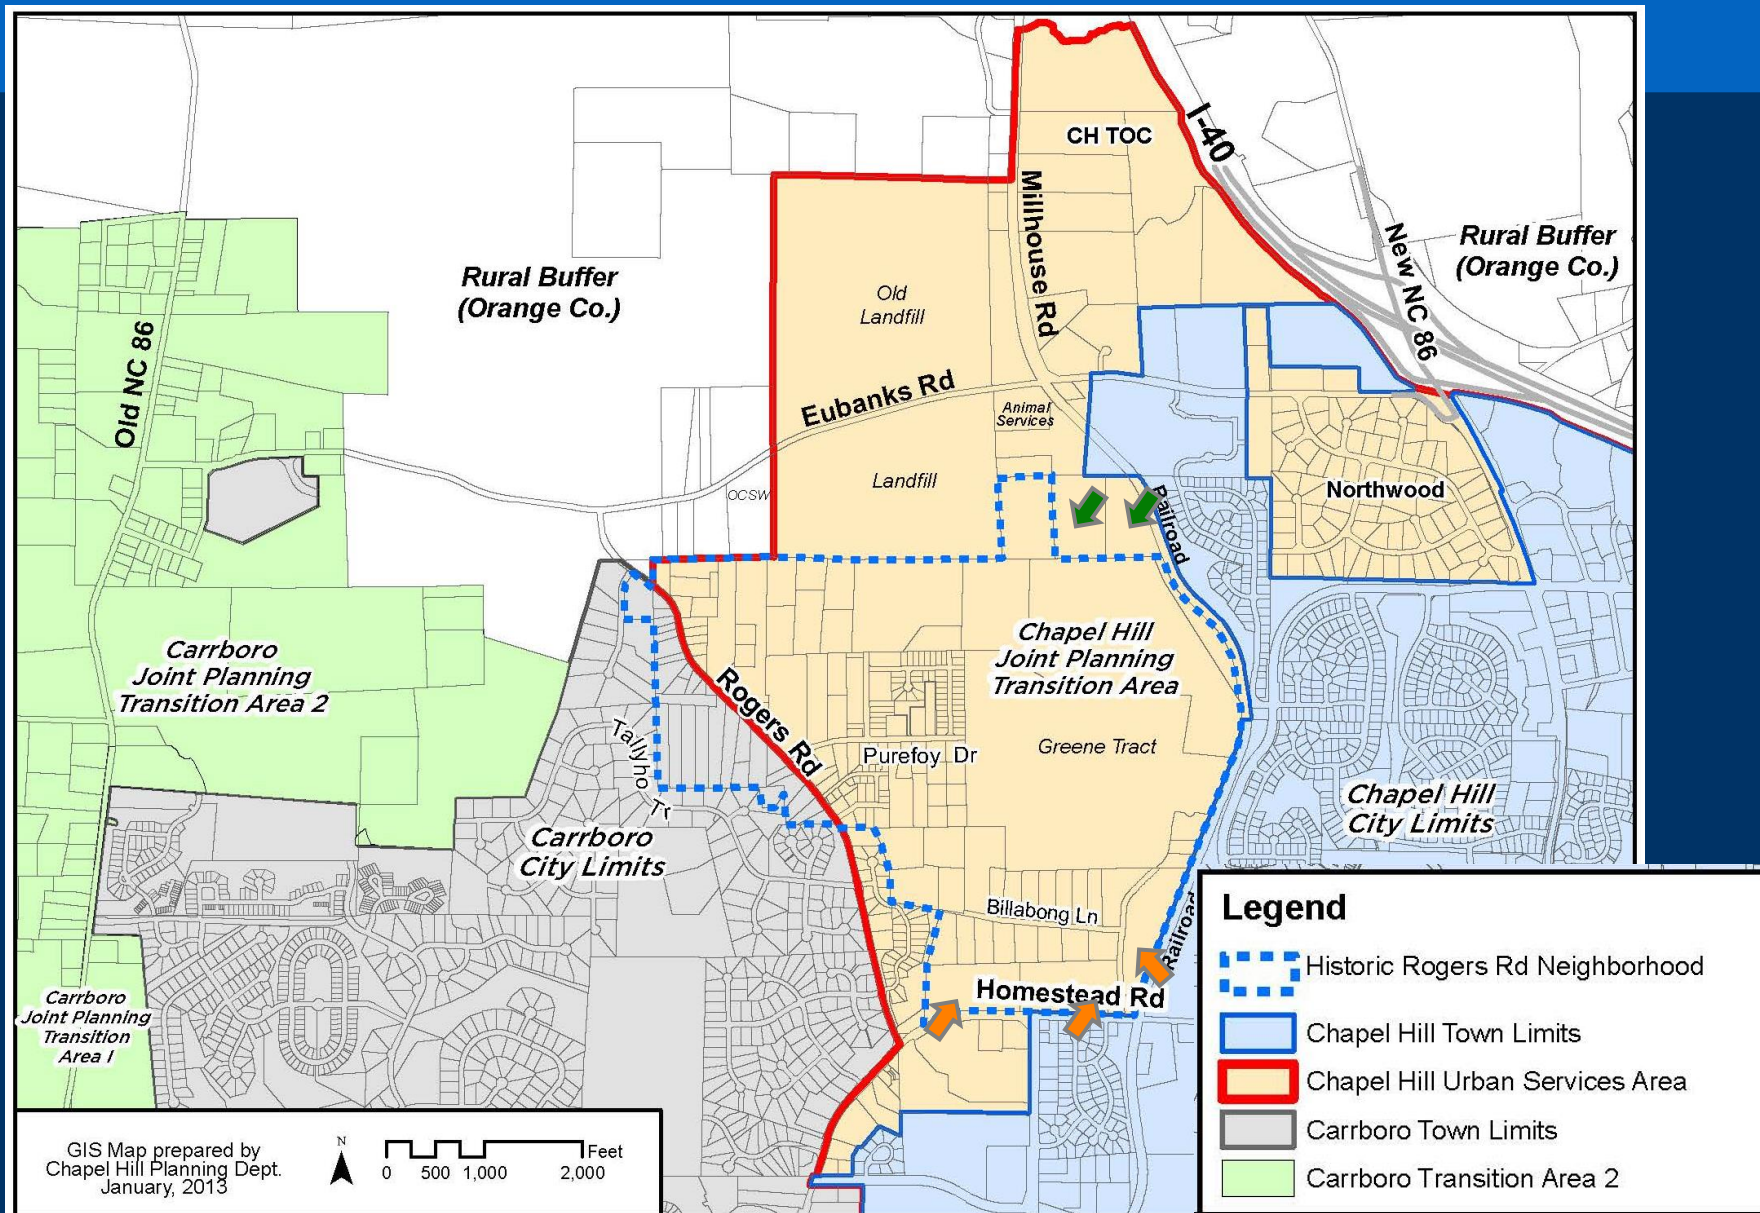 CH TOC
I-40
Millhouse Rd
New NC 86
Rural Buffer
(Orange Co.)
Rural Buffer
(Orange Co.)
Old
Landfill
Old NC 86
Eubanks Rd
Animal
Services
Landfill
OCSW
Northwood
Railroad
Chapel Hill
Joint Planning
Transition Area
Carrboro
Joint Planning
Transition Area 2
Rogers Rd
Tallyho Tr
Purefoy Dr
Greene Tract
Chapel Hill
City Limits
Carrboro
City Limits
Billabong Ln
Railroad
Homestead Rd
Carrboro
Joint Planning
Transition
Area I
Legend
Historic Rogers Rd Neighborhood
Chapel Hill Town Limits
Chapel Hill Urban Services Area
Carrboro Town Limits
Carrboro Transition Area 2
GIS Map prepared by
Chapel Hill Planning Dept.
January, 2013
N
Feet
0 500 1,000 2,000